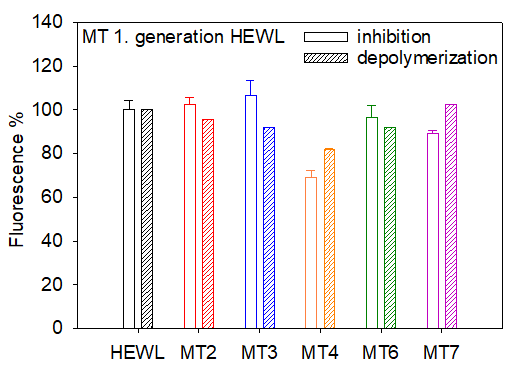 140
MT 1. generation HEWL
inhibition
depolymerization
120
100
80
60
40
20
0
Fluorescence %
HEWL MT2 MT3 MT4 MT6 MT7